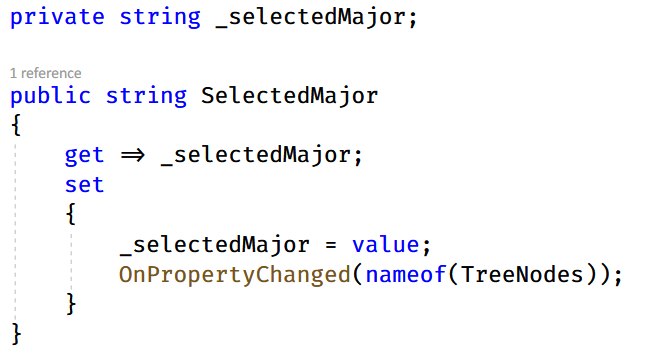 private string _selectedMajor;
1 reference
public string SelectedMajor
{
    get => _selectedMajor;
    set
    {
        _selectedMajor = value;
        OnPropertyChanged(nameof(TreeNodes));
    }
}